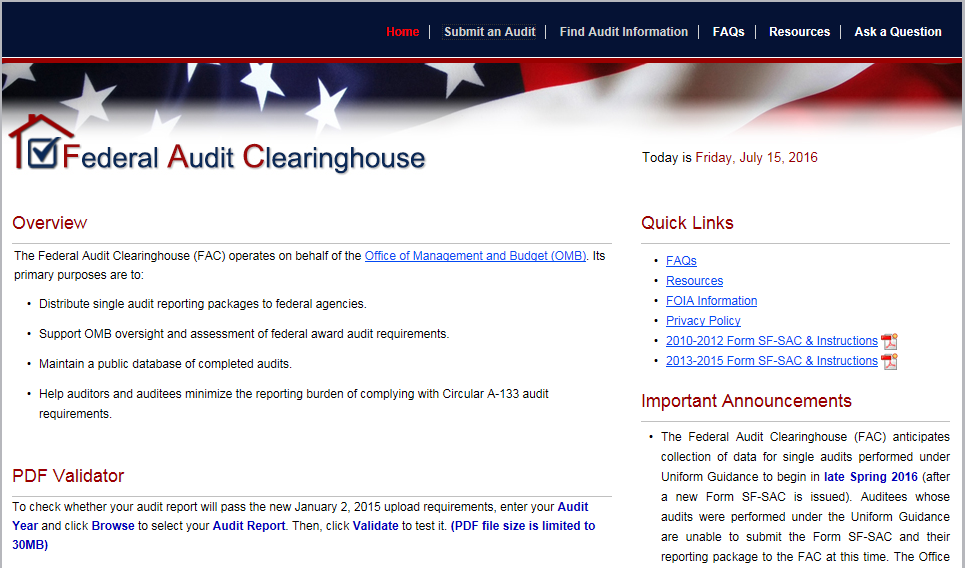 Home | Submit an Audit | Find Audit Information | FAQs | Resources | Ask a Question
Federal Audit Clearinghouse
Today is Friday, July 15, 2016
Overview
The Federal Audit Clearinghouse (FAC) operates on behalf of the Office of Management and Budget (OMB). Its
primary purposes are to:
• Distribute single audit reporting packages to federal agencies.
• Support OMB oversight and assessment of federal award audit requirements.
• Maintain a public database of completed audits.
• Help auditors and auditees minimize the reporting burden of complying with Circular A-133 audit
requirements.
PDF Validator
To check whether your audit report will pass the new January 2, 2015 upload requirements, enter your Audit
Year and click Browse to select your Audit Report. Then, click Validate to test it. (PDF file size is limited to
30MB)
Quick Links
• FAQs
• Resources
• FOIA Information
• Privacy Policy
• 2010-2012 Form SF-SAC & Instructions
• 2013-2015 Form SF-SAC & Instructions
Important Announcements
• The Federal Audit Clearinghouse (FAC) anticipates
collection of data for single audits performed under
Uniform Guidance to begin in late Spring 2016 (after
a new Form SF-SAC is issued). Auditees whose
audits were performed under the Uniform Guidance
are unable to submit the Form SF-SAC and their
reporting package to the FAC at this time. The Office